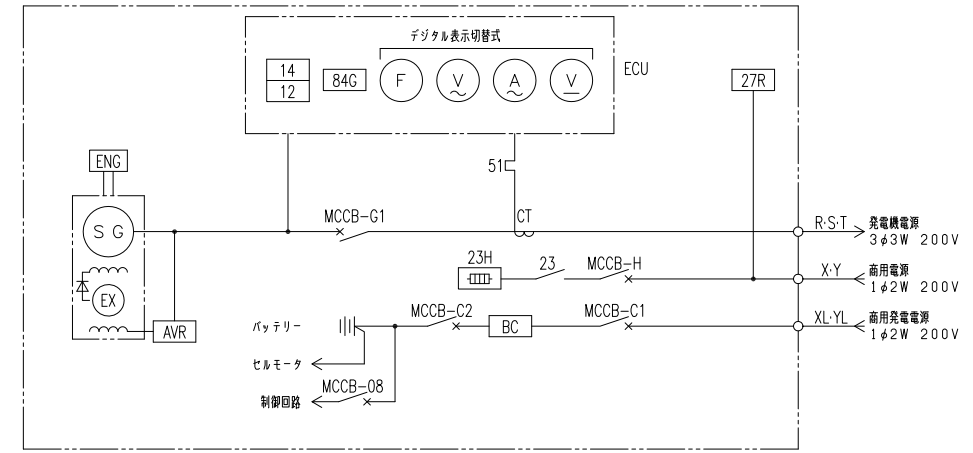 デジタル表示切替式
14
12
84G
F
V
A
V
ECU
27R
51
ENG
SG
MCCB-G1
CT
R·S·T
発電機電源
3φ3W 200V
23H
23
MCCB-H
X·Y
商用電源
1φ2W 200V
EX
AVR
バッテリー
MCCB-C2
BC
MCCB-C1
XL·YL
商用発電電源
1φ2W 200V
セルモータ
MCCB-08
制御回路